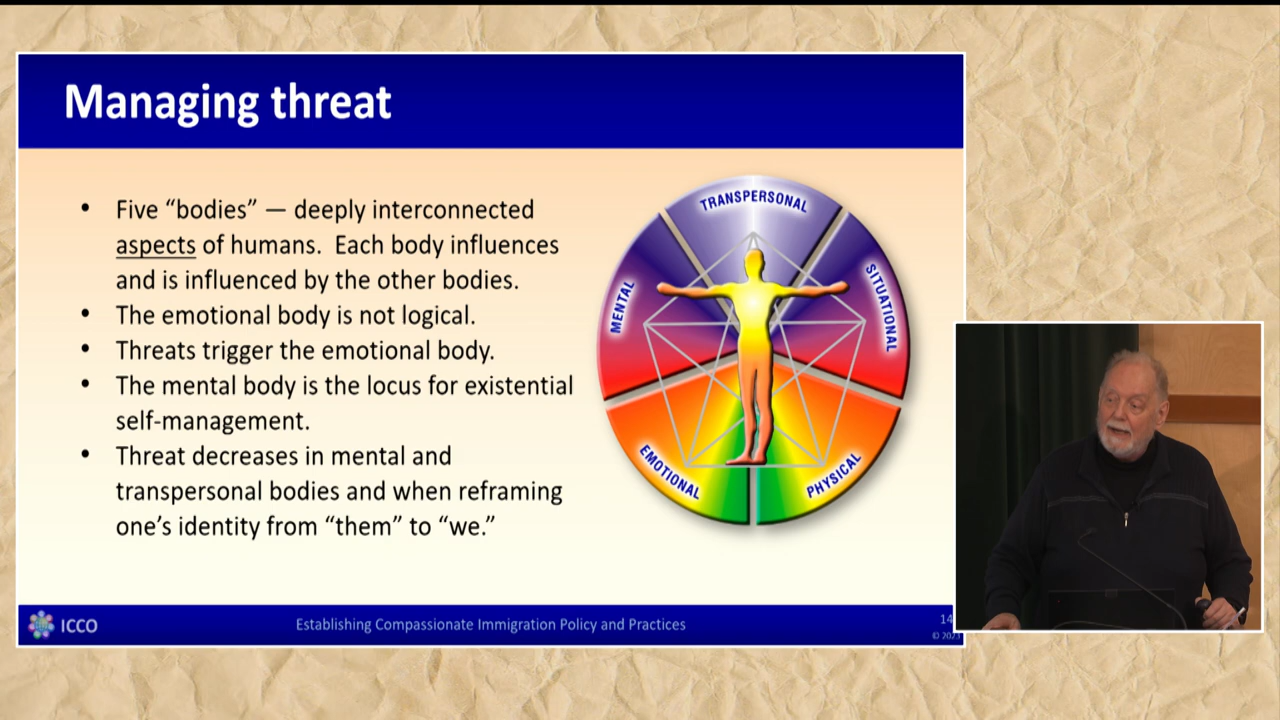 Managing threat
• Five “bodies” — deeply interconnected
aspects of humans.  Each body influences
and is influenced by the other bodies.
• The emotional body is not logical.
• Threats trigger the emotional body.
• The mental body is the locus for existential
self-management.
• Threat decreases in mental and
transpersonal bodies and when reframing
one’s identity from “them” to “we.”
TRANSPERSONAL
MENTAL
SITUATIONAL
EMOTIONAL
PHYSICAL
ICCO
Establishing Compassionate Immigration Policy and Practices
14
© 2023